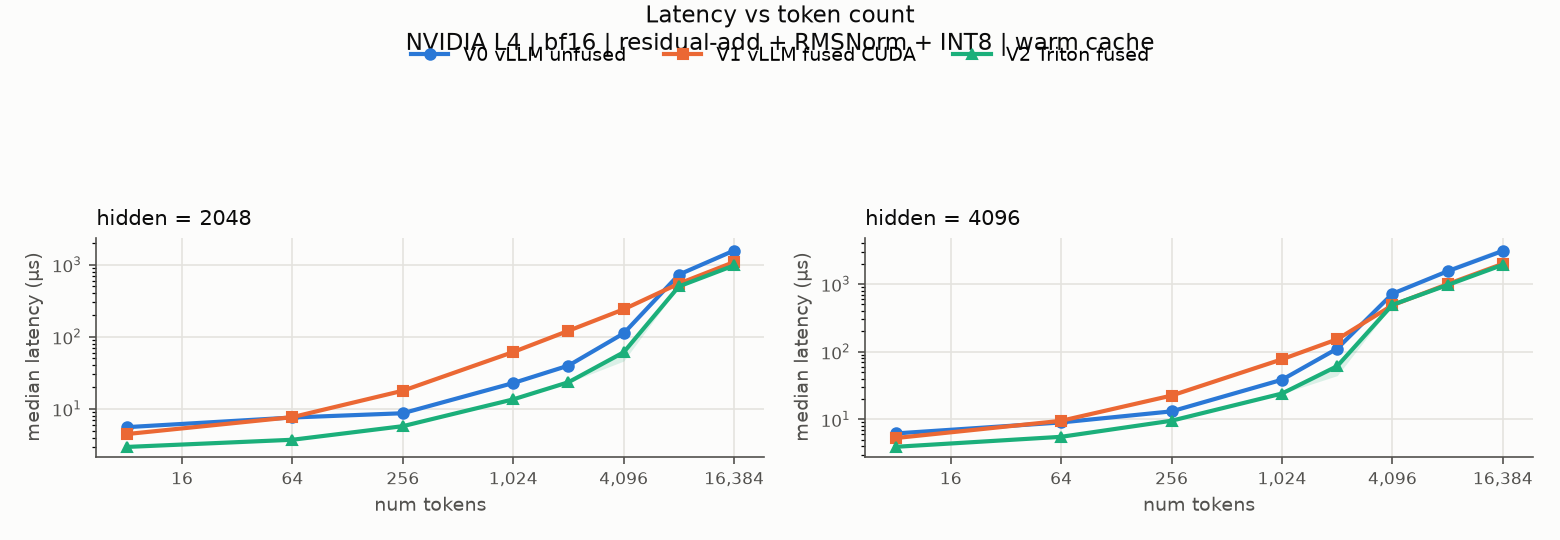 Latency vs token count
NVIDIA L4 | bf16 | residual-add + RMSNorm + INT8 | warm cache
V0 vLLM unfused V1 vLLM fused CUDA V2 Triton fused
hidden = 2048
median latency (µs)
10³
10²
10¹
16 64 256 1,024 4,096 16,384
num tokens
hidden = 4096
median latency (µs)
10³
10²
10¹
16 64 256 1,024 4,096 16,384
num tokens